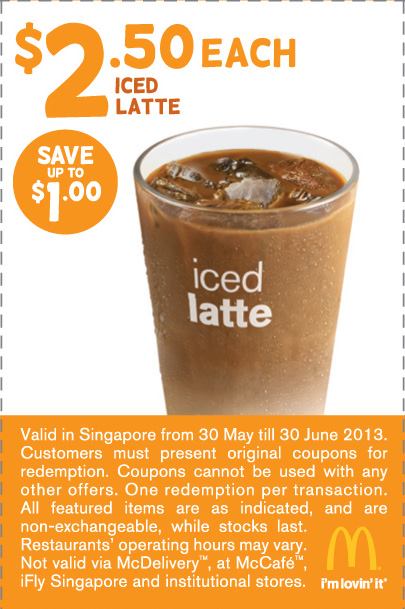 $2.50 EACH
ICED
LATTE
SAVE
UP TO
$1.00
iced
latte
Valid in Singapore from 30 May till 30 June 2013.
Customers must present original coupons for
redemption. Coupons cannot be used with any
other offers. One redemption per transaction.
All featured items are as indicated, and are
non-exchangeable, while stocks last.
Restaurants' operating hours may vary.
Not valid via McDelivery™, at McCafé™,
iFly Singapore and institutional stores.
i'm lovin' it®